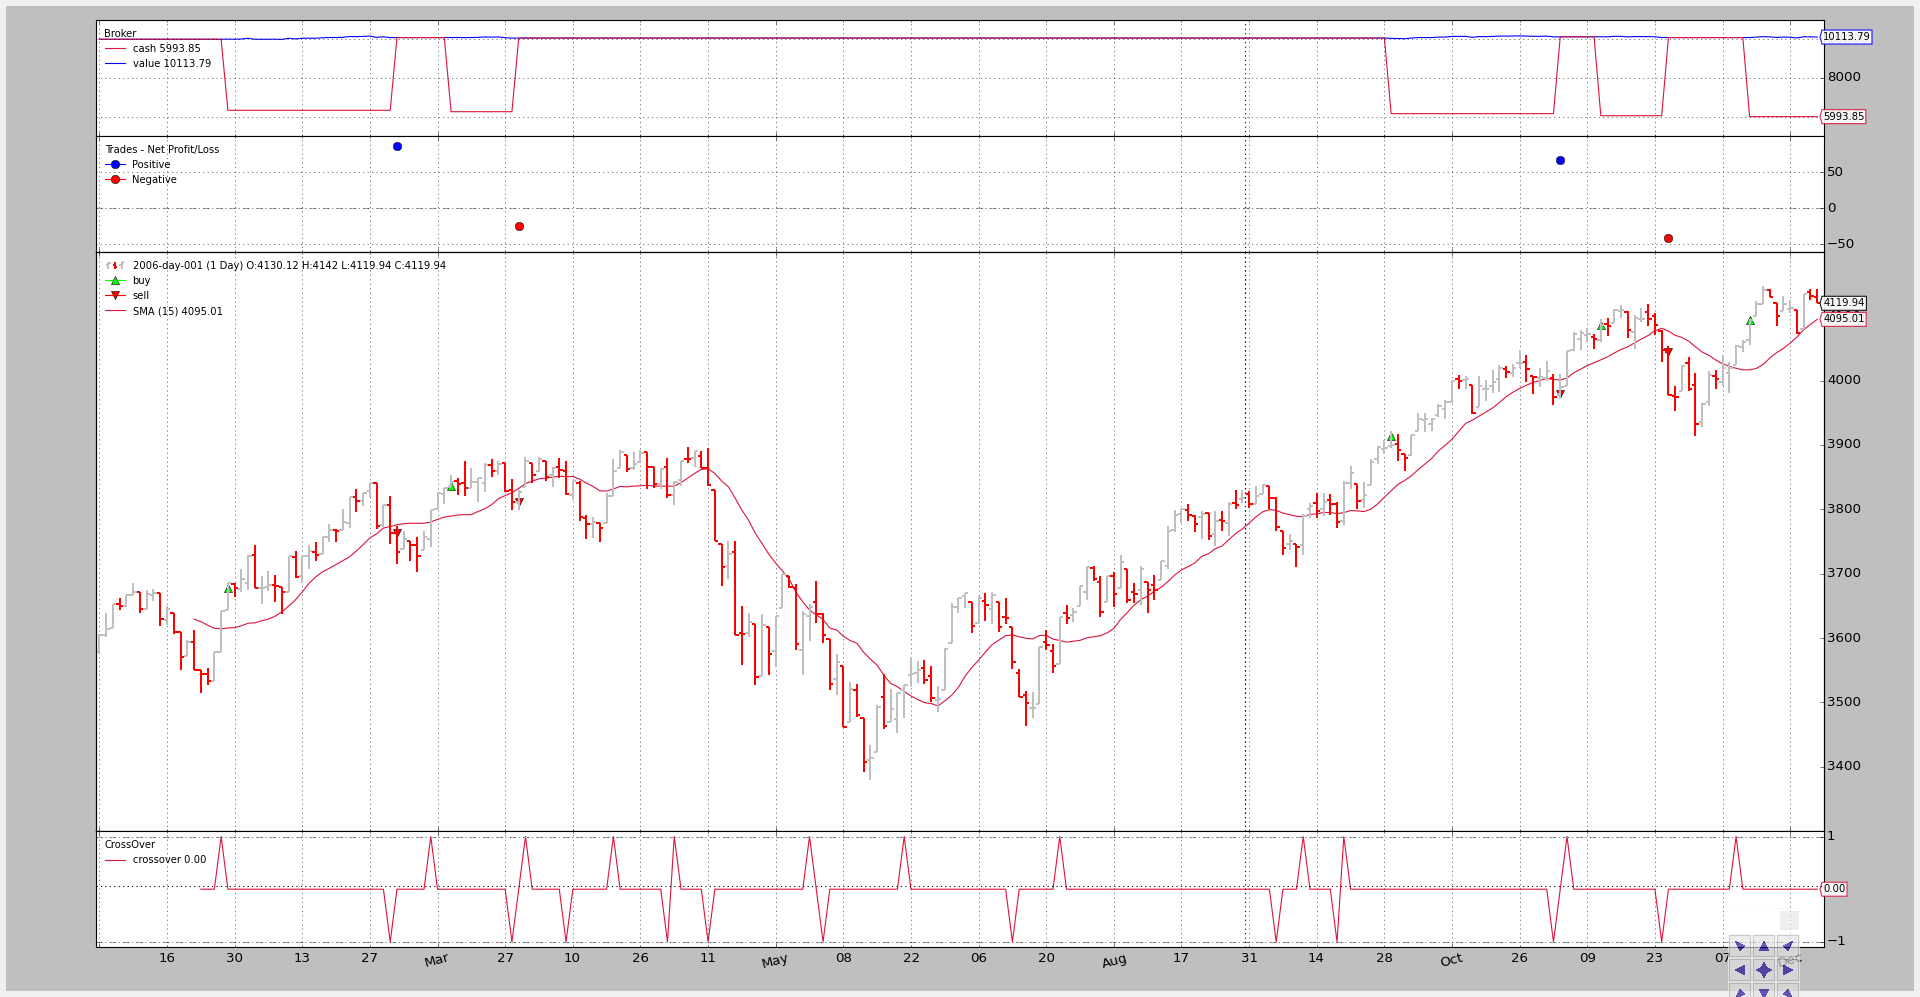 Broker
cash 5993.85
value 10113.79
10113.79
8000
5993.85
Trades - Net Profit/Loss
Positive
Negative
50
0
−50
2006-day-001 (1 Day) O:4130.12 H:4142 L:4119.94 C:4119.94
buy
sell
SMA (15) 4095.01
4119.94
4095.01
4000
3900
3800
3700
3600
3500
3400
CrossOver
crossover 0.00
1
0.00
−1
16 30 13 27 Mar 27 10 26 11 May 08 22 06 20 Aug 17 31 14 28 Oct 26 09 23 07 Dec